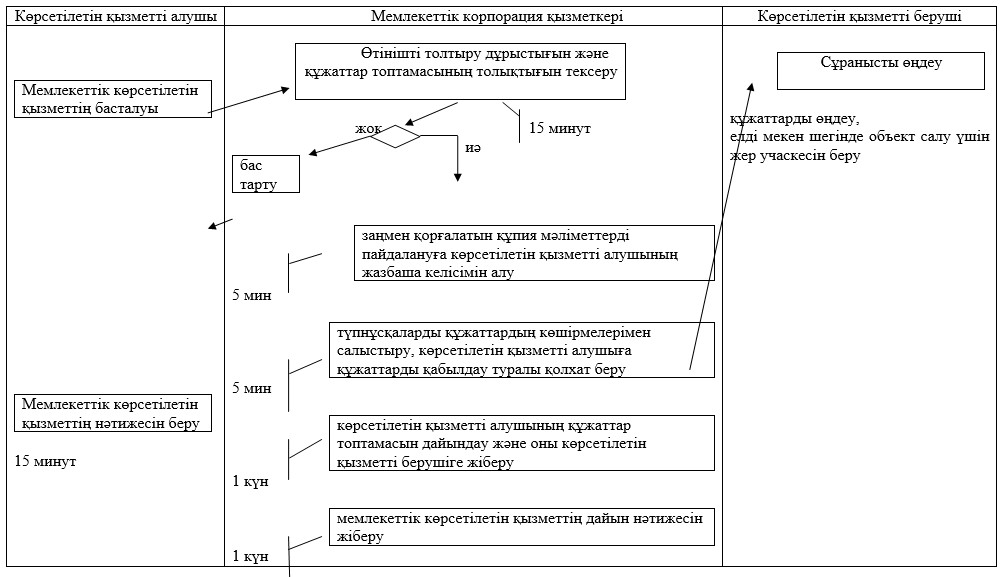 Көрсетілетін қызметті алушы
Мемлекеттік корпорация қызметкері
Көрсетілетін қызметті беруші
Мемлекеттік көрсетілетін
қызметтің басталуы
Мемлекеттік көрсетілетін
қызметтің нәтижесін беру
15 минут
Өтінішті толтыру дұрыстығын және
құжаттар топтамасының толықтығын тексеру
15 минут
жоқ
иә
бас
тарту
заңмен қорғалатын құпия мәліметтерді
пайдалануға көрсетілетін қызметті алушының
жазбаша келісімін алу
5 мин
түпнұсқаларды құжаттардың көшірмелерімен
салыстыру, көрсетілетін қызметті алушыға
құжаттарды қабылдау туралы қолхат беру
5 мин
көрсетілетін қызметті алушының құжаттар
топтамасын дайындау және оны көрсетілетін
қызметті берушіге жіберу
1 күн
мемлекеттік көрсетілетін қызметтің дайын нәтижесін
жіберу
1 күн
Сұранысты өңдеу
құжаттарды өңдеу,
елді мекен шегінде объект салу үшін
жер учаскесін беру